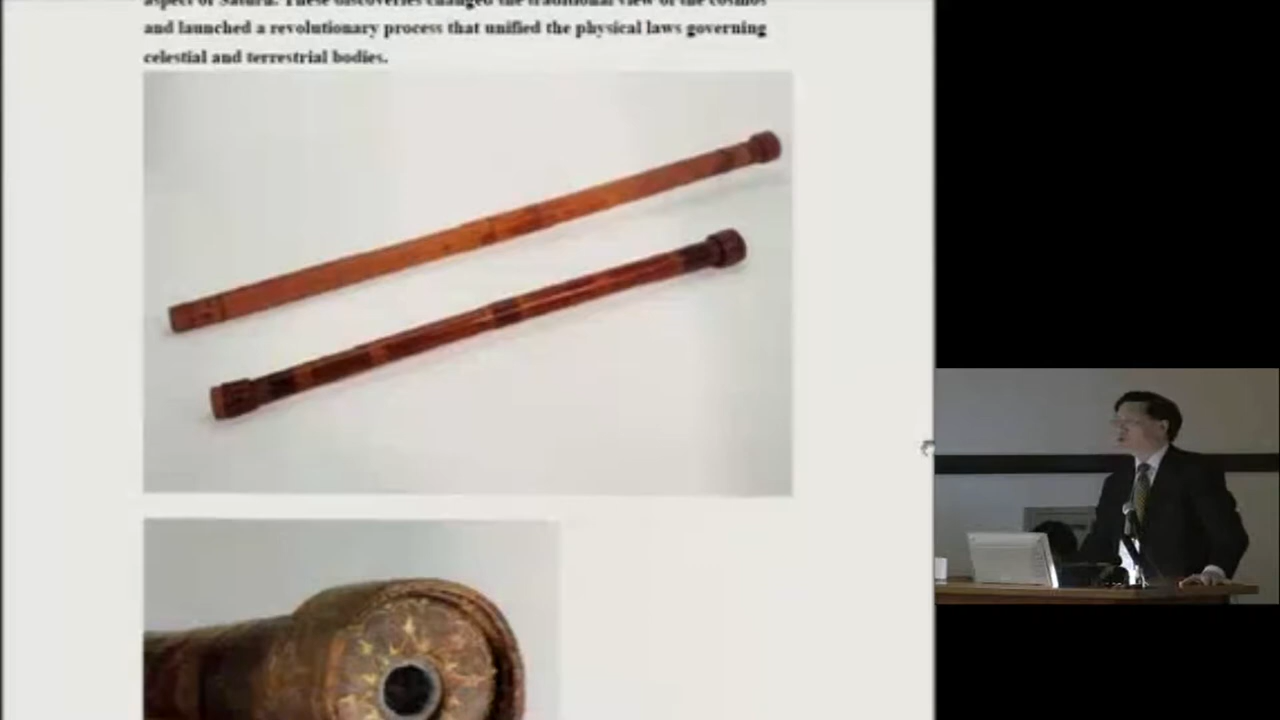 aspect of Saturn. These discoveries changed the traditional view of the cosmos
and launched a revolutionary process that unified the physical laws governing
celestial and terrestrial bodies.